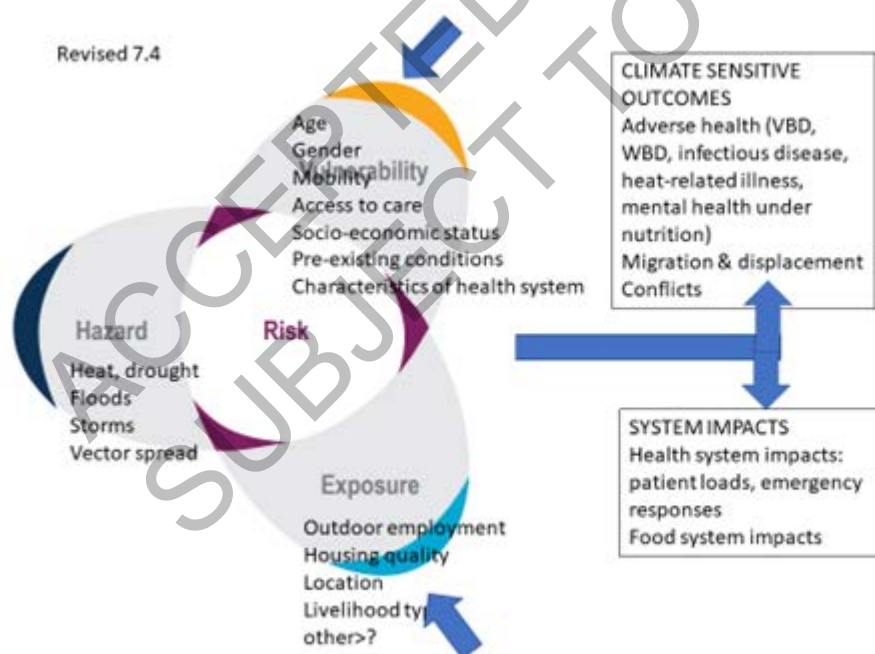 Revised 7.4
Age
Gender
Vulnerability
Mobility
Access to care
Socio-economic status
Pre-existing conditions
Characteristics of health system
Hazard
Heat, drought
Floods
Storms
Vector spread
Risk
Exposure
Outdoor employment
Housing quality
Location
Livelihood typ
other>?
CLIMATE SENSITIVE
OUTCOMES
Adverse health (VBD,
WBD, infectious disease,
heat-related illness,
mental health under
nutrition)
Migration & displacement
Conflicts
SYSTEM IMPACTS
Health system impacts:
patient loads, emergency
responses
Food system impacts
ACCEPTED
SUBJECT TO